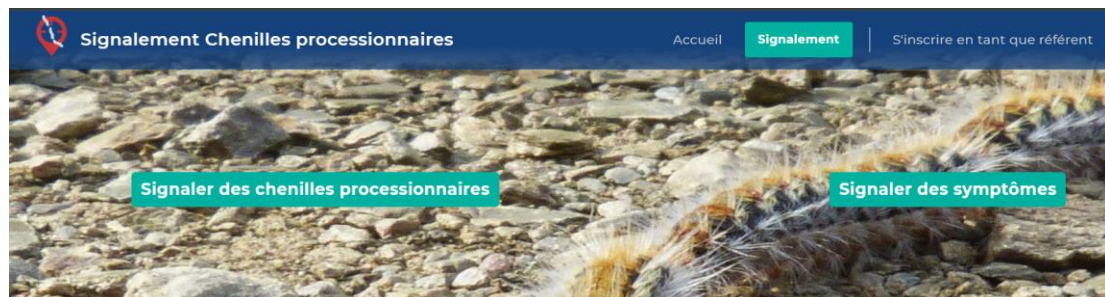 Signalement Chenilles processionnaires
Accueil
Signalement
S'inscrire en tant que référent
Signaler des chenilles processionnaires
Signaler des symptômes